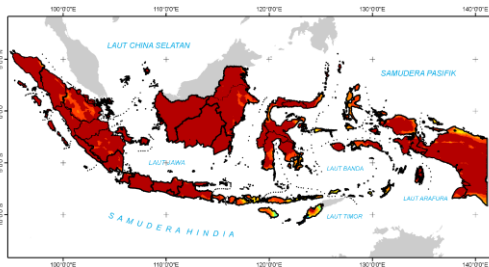 100°0'0"E 110°0'0"E 120°0'0"E 130°0'0"E 140°0'0"E
LAUT CHINA SELATAN
SAMUDERA PASIFIK
LAUT JAWA
LAUT BANDA
LAUT ARAFURA
LAUT TIMOR
SAMUDERA HINDIA
100°0'0"E 110°0'0"E 120°0'0"E 130°0'0"E 140°0'0"E